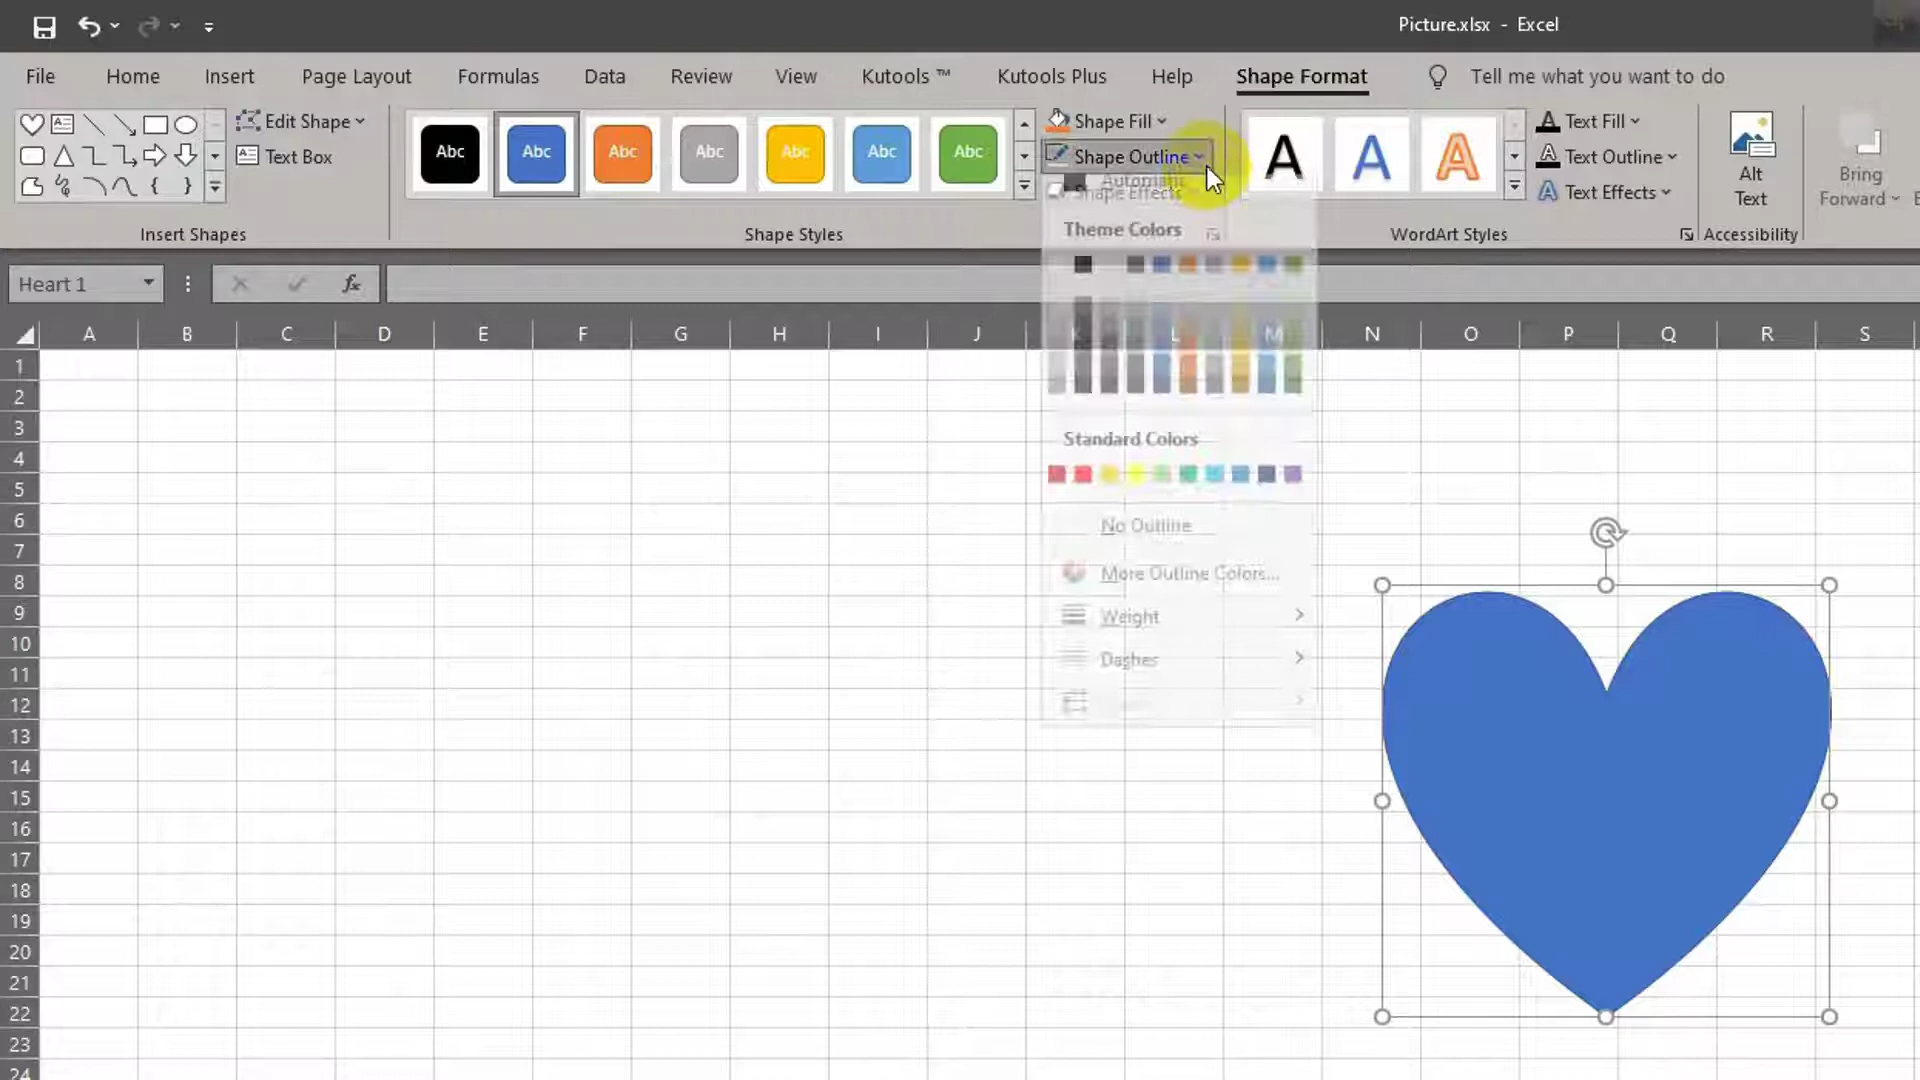 Picture.xlsx - Excel
File Home Insert Page Layout Formulas Data Review View Kutools ™ Kutools Plus Help Shape Format Tell me what you want to do
Edit Shape
Text Box
Insert Shapes
Abc Abc Abc Abc Abc Abc Abc
Shape Styles
Shape Fill
Shape Outline
Shape Effects
Automatic
A A A
WordArt Styles
Text Fill
Text Outline
Text Effects
Alt Text
Accessibility
Bring Forward
Theme Colors
Standard Colors
No Outline
More Outline Colors...
Weight
Dashes
Heart 1
fx
A B C D E F G H I J K L M N O P Q R S
1
2
3
4
5
6
7
8
9
10
11
12
13
14
15
16
17
18
19
20
21
22
23
24